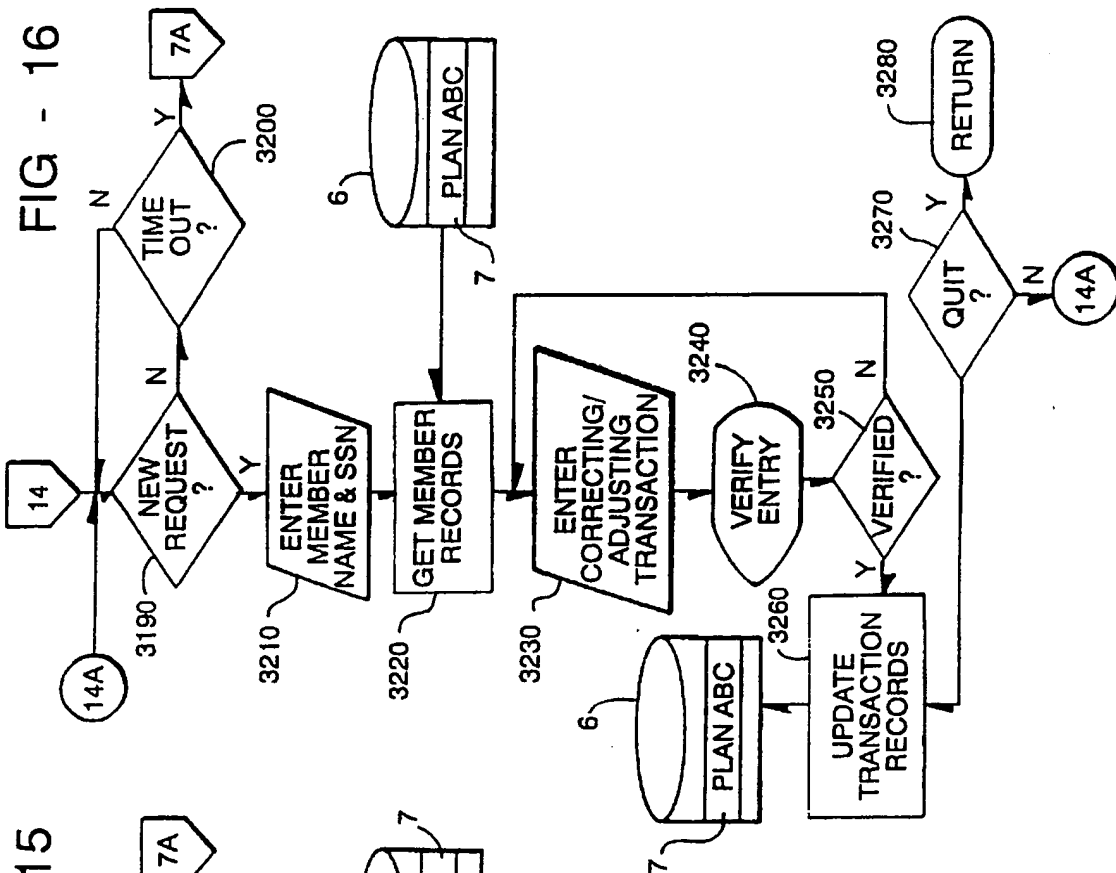 FIG - 16
14
14A
NEW
REQUEST
?
3190
N
Y
TIME
OUT
?
3200
N
Y
7A
ENTER
MEMBER
NAME & SSN
3210
GET MEMBER
RECORDS
3220
6
PLAN ABC
7
ENTER
CORRECTING/
ADJUSTING
TRANSACTION
3230
VERIFY
ENTRY
3240
VERIFIED
?
3250
N
Y
UPDATE
TRANSACTION
RECORDS
3260
6
PLAN ABC
7
QUIT
?
3270
Y
N
RETURN
3280
14A
15
7A
7